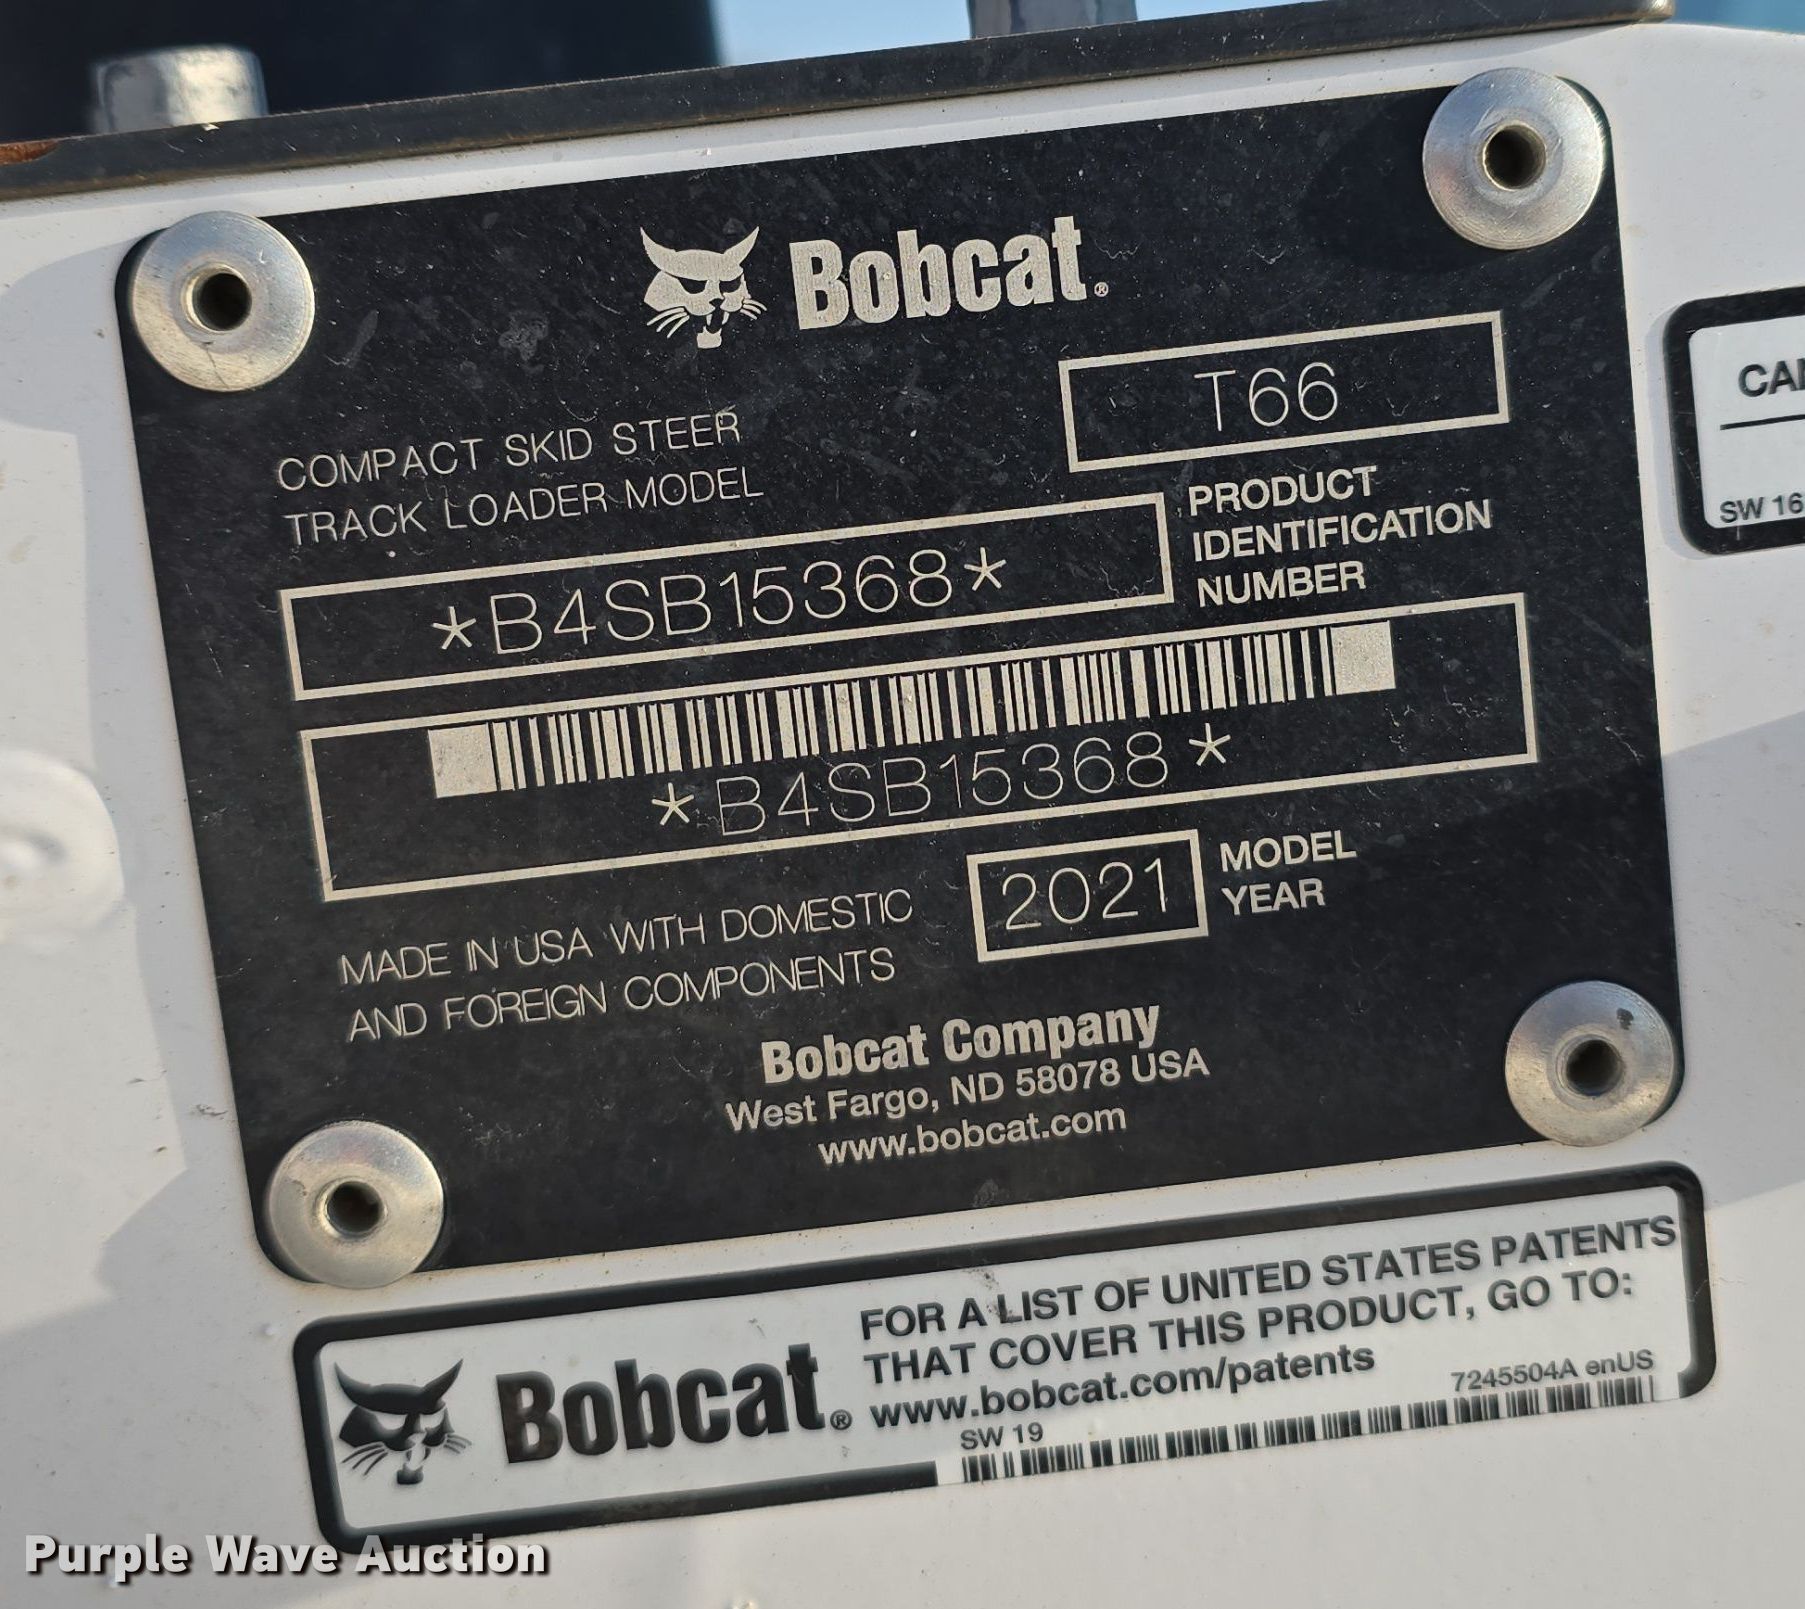 Bobcat®
T66
COMPACT SKID STEER
TRACK LOADER MODEL
PRODUCT
IDENTIFICATION
NUMBER
*B4SB15368*
*B4SB15368*
2021
MODEL
YEAR
MADE IN USA WITH DOMESTIC
AND FOREIGN COMPONENTS
Bobcat Company
West Fargo, ND 58078 USA
www.bobcat.com
SW 16
Bobcat®
FOR A LIST OF UNITED STATES PATENTS
THAT COVER THIS PRODUCT, GO TO:
www.bobcat.com/patents
7245504A enUS
SW 19
Purple Wave Auction